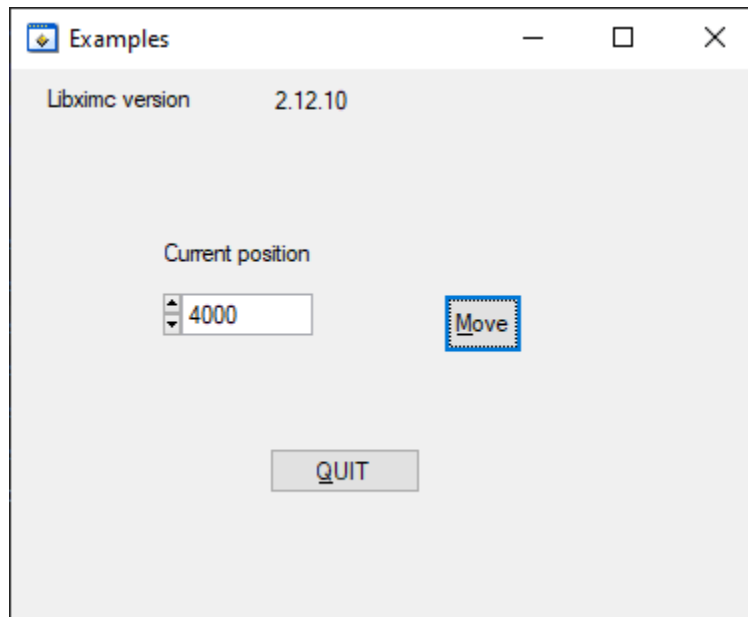 Examples
Libximc version 2.12.10
Current position
4000
Move
QUIT